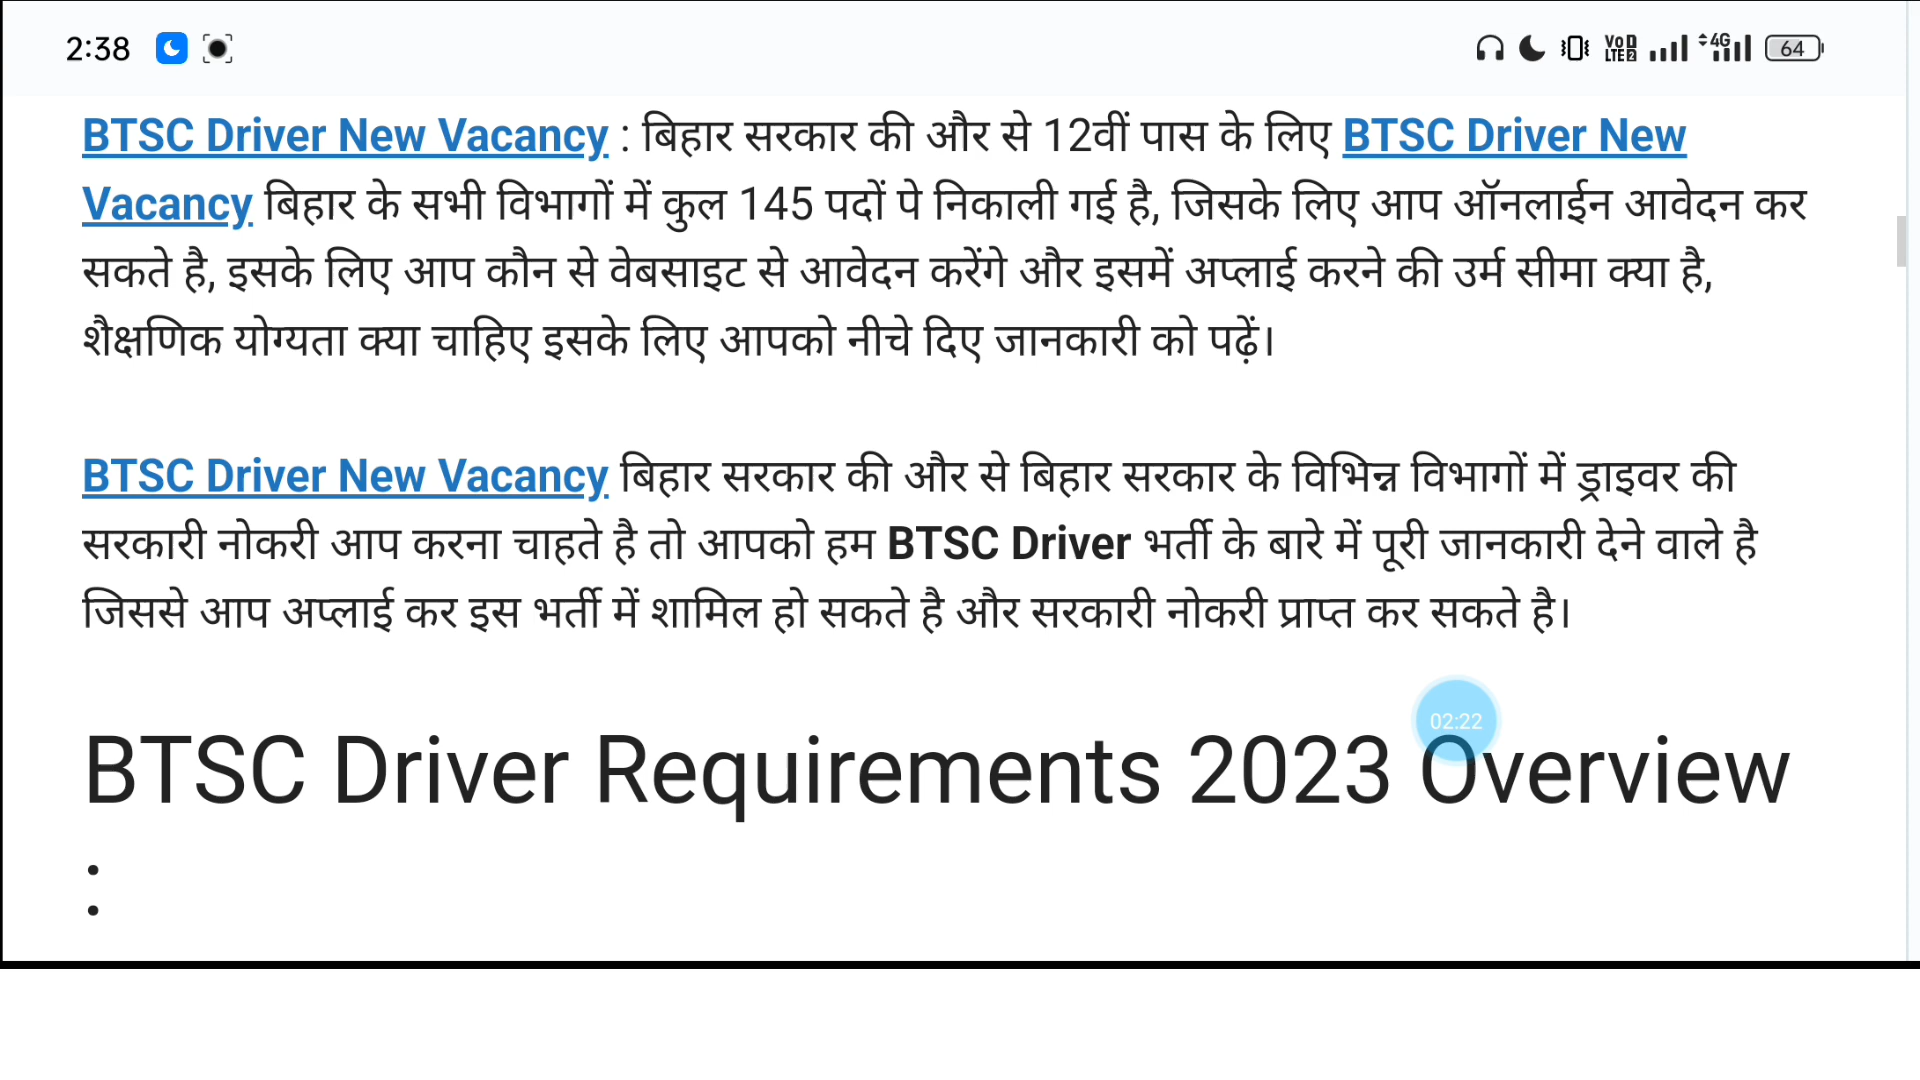 2:38 VoD LTE2 4G 64
BTSC Driver New Vacancy : बिहार सरकार की और से 12वीं पास के लिए BTSC Driver New
Vacancy बिहार के सभी विभागों में कुल 145 पदों पे निकाली गई है, जिसके लिए आप ऑनलाईन आवेदन कर
सकते है, इसके लिए आप कौन से वेबसाइट से आवेदन करेंगे और इसमें अप्लाई करने की उर्म सीमा क्या है,
शैक्षणिक योग्यता क्या चाहिए इसके लिए आपको नीचे दिए जानकारी को पढ़ें।
BTSC Driver New Vacancy बिहार सरकार की और से बिहार सरकार के विभिन्न विभागों में ड्राइवर की
सरकारी नोकरी आप करना चाहते है तो आपको हम BTSC Driver भर्ती के बारे में पूरी जानकारी देने वाले है
जिससे आप अप्लाई कर इस भर्ती में शामिल हो सकते है और सरकारी नोकरी प्राप्त कर सकते है।
02:22
BTSC Driver Requirements 2023 Overview
: